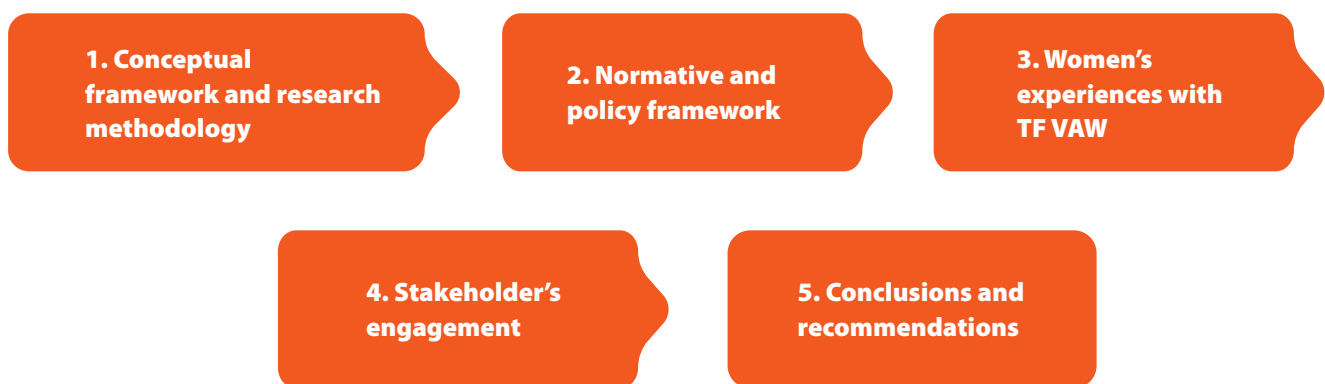 1. Conceptual
framework and research
methodology
2. Normative and
policy framework
3. Women’s
experiences with
TF VAW
4. Stakeholder’s
engagement
5. Conclusions and
recommendations